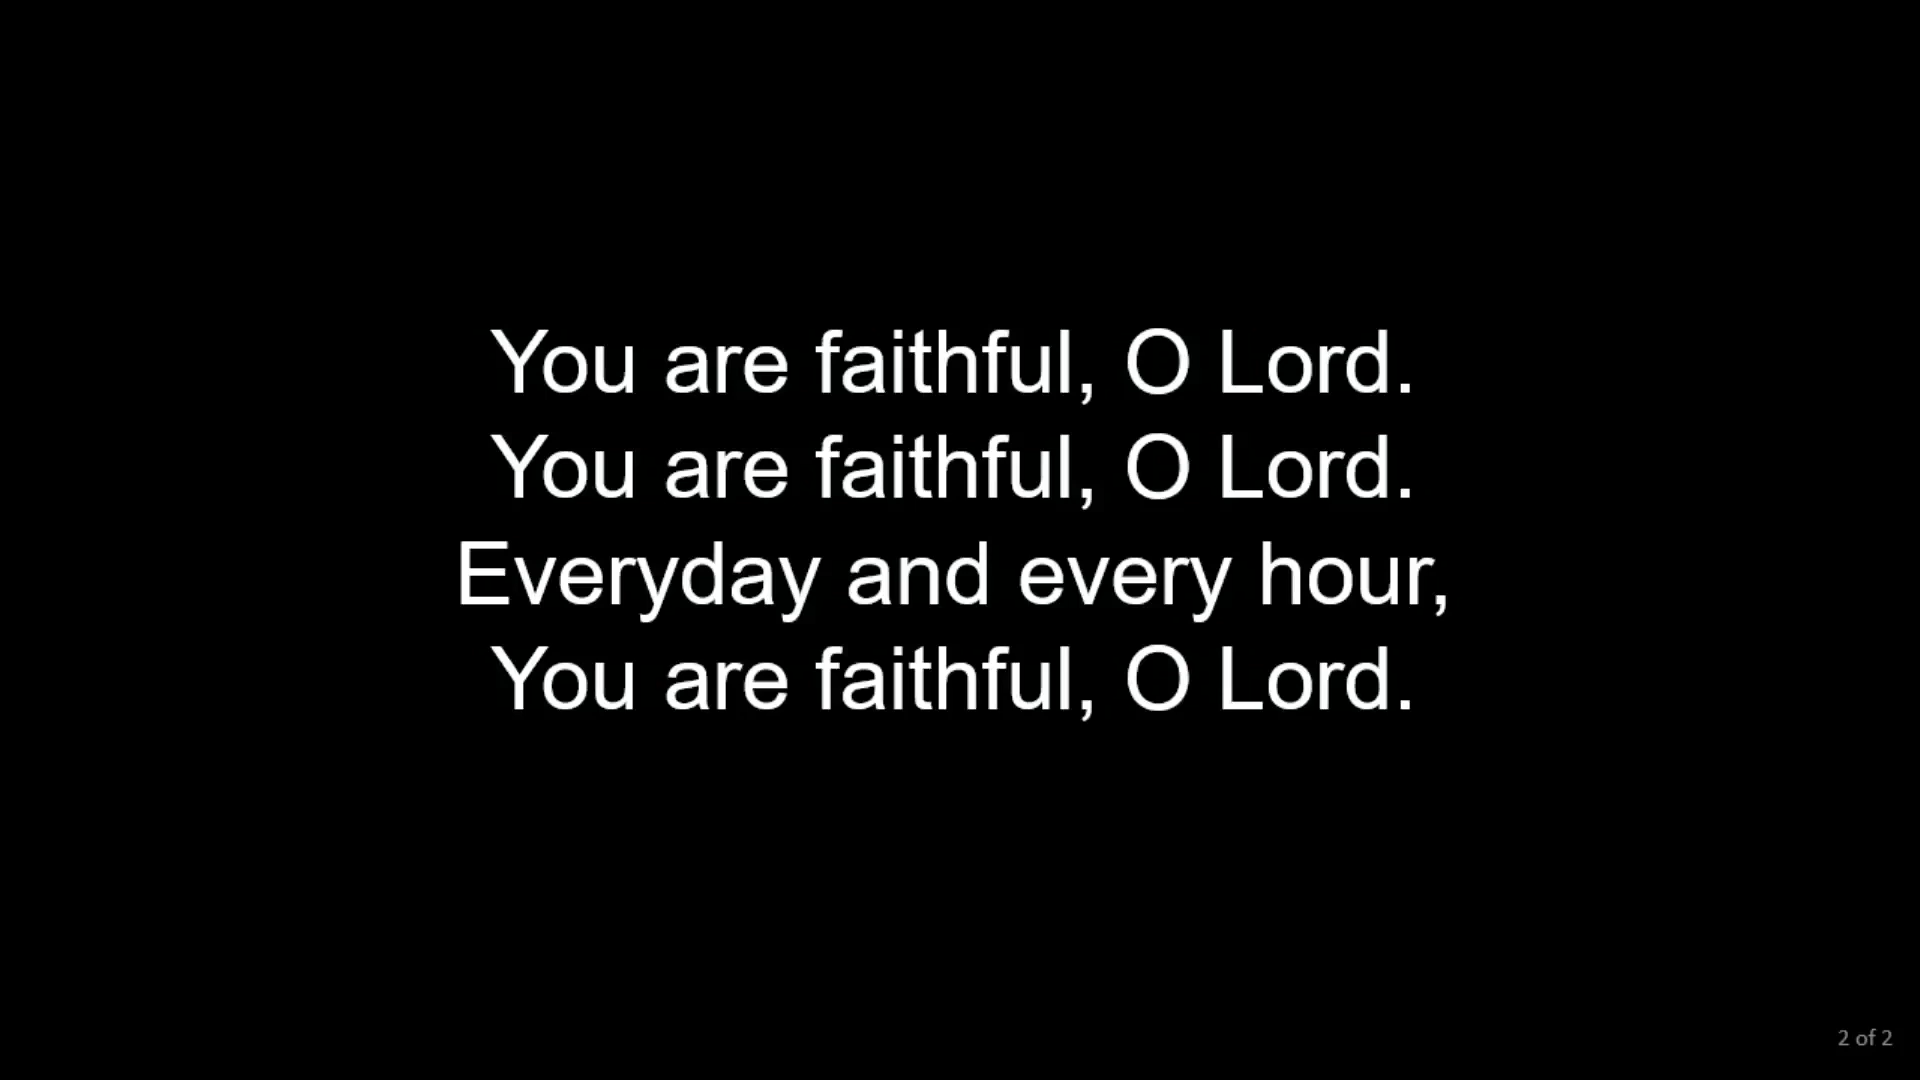 You are faithful, O Lord.
You are faithful, O Lord.
Everyday and every hour,
You are faithful, O Lord.
2 of 2